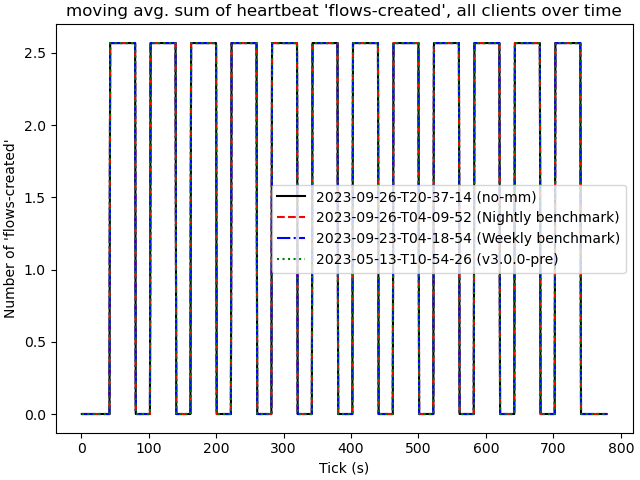 moving avg. sum of heartbeat 'flows-created', all clients over time
Number of 'flows-created'
2.5
2.0
1.5
1.0
0.5
0.0
2023-09-26-T20-37-14 (no-mm)
2023-09-26-T04-09-52 (Nightly benchmark)
2023-09-23-T04-18-54 (Weekly benchmark)
2023-05-13-T10-54-26 (v3.0.0-pre)
0 100 200 300 400 500 600 700 800
Tick (s)